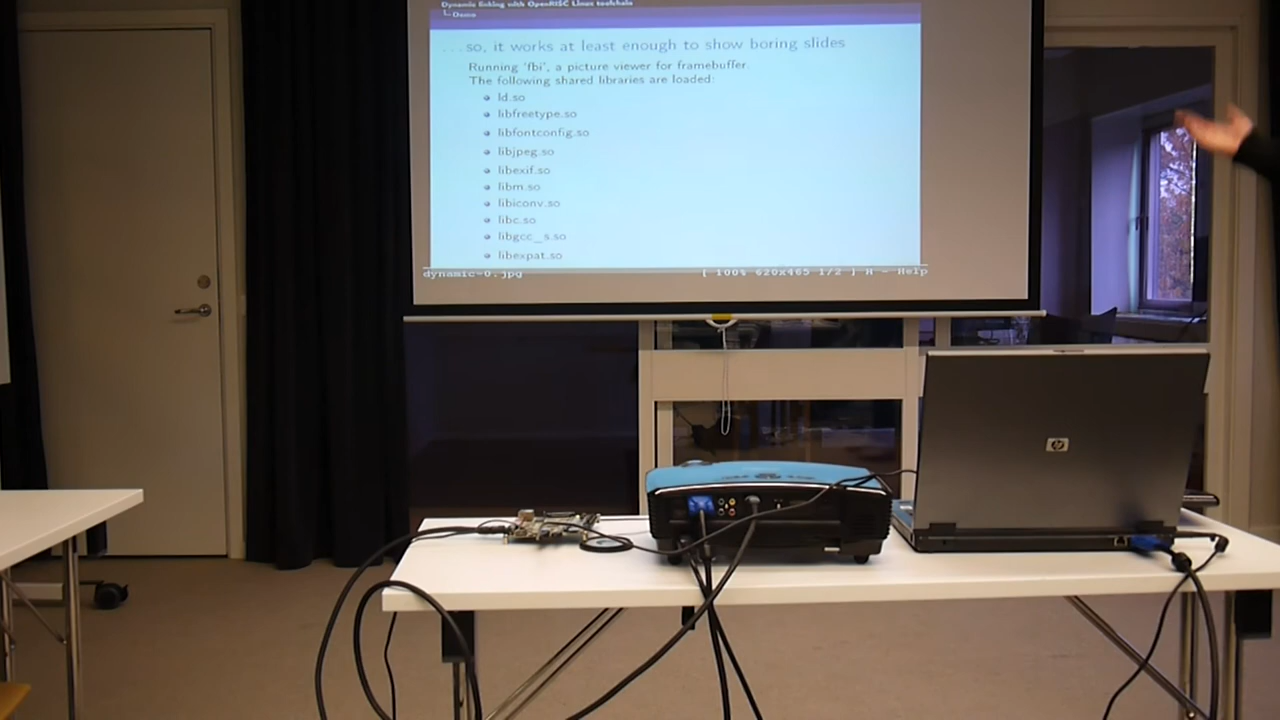 Dynamic linking with OpenRISC Linux toolchain
Demo
...so, it works at least enough to show boring slides
Running 'fbi', a picture viewer for framebuffer.
The following shared libraries are loaded:
ld.so
libfreetype.so
libfontconfig.so
libjpeg.so
libexif.so
libm.so
libiconv.so
libc.so
libgcc_s.so
libexpat.so
dynamic-0.jpg [ 100% 620x465 1/2 ] H - Help
hp